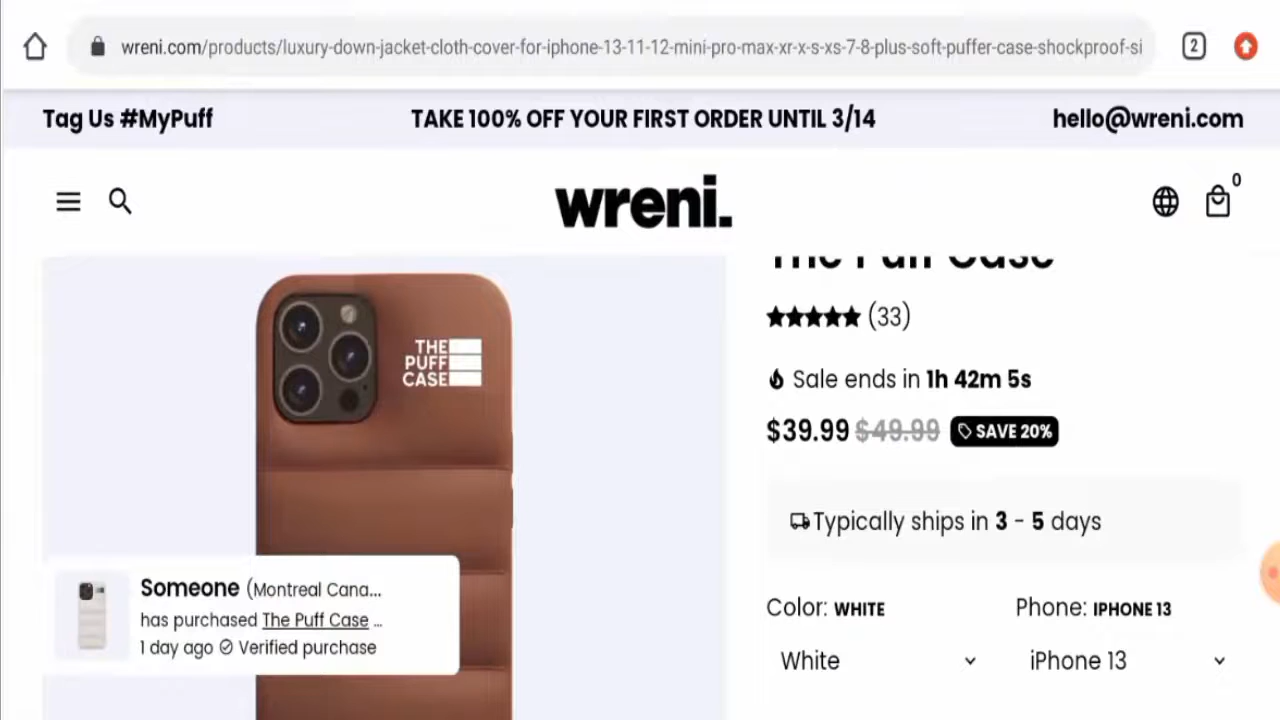 wreni.com/products/luxury-down-jacket-cloth-cover-for-iphone-13-11-12-mini-pro-max-xr-x-s-xs-7-8-plus-soft-puffer-case-shockproof-si
2
Tag Us #MyPuff
TAKE 100% OFF YOUR FIRST ORDER UNTIL 3/14
hello@wreni.com
wreni.
0
The Puff Case
(33)
Sale ends in 1h 42m 5s
$39.99 $49.99 SAVE 20%
Typically ships in 3 - 5 days
Color: WHITE
Phone: IPHONE 13
White
iPhone 13
THE
PUFF
CASE
Someone (Montreal Cana...
has purchased The Puff Case ...
1 day ago Verified purchase